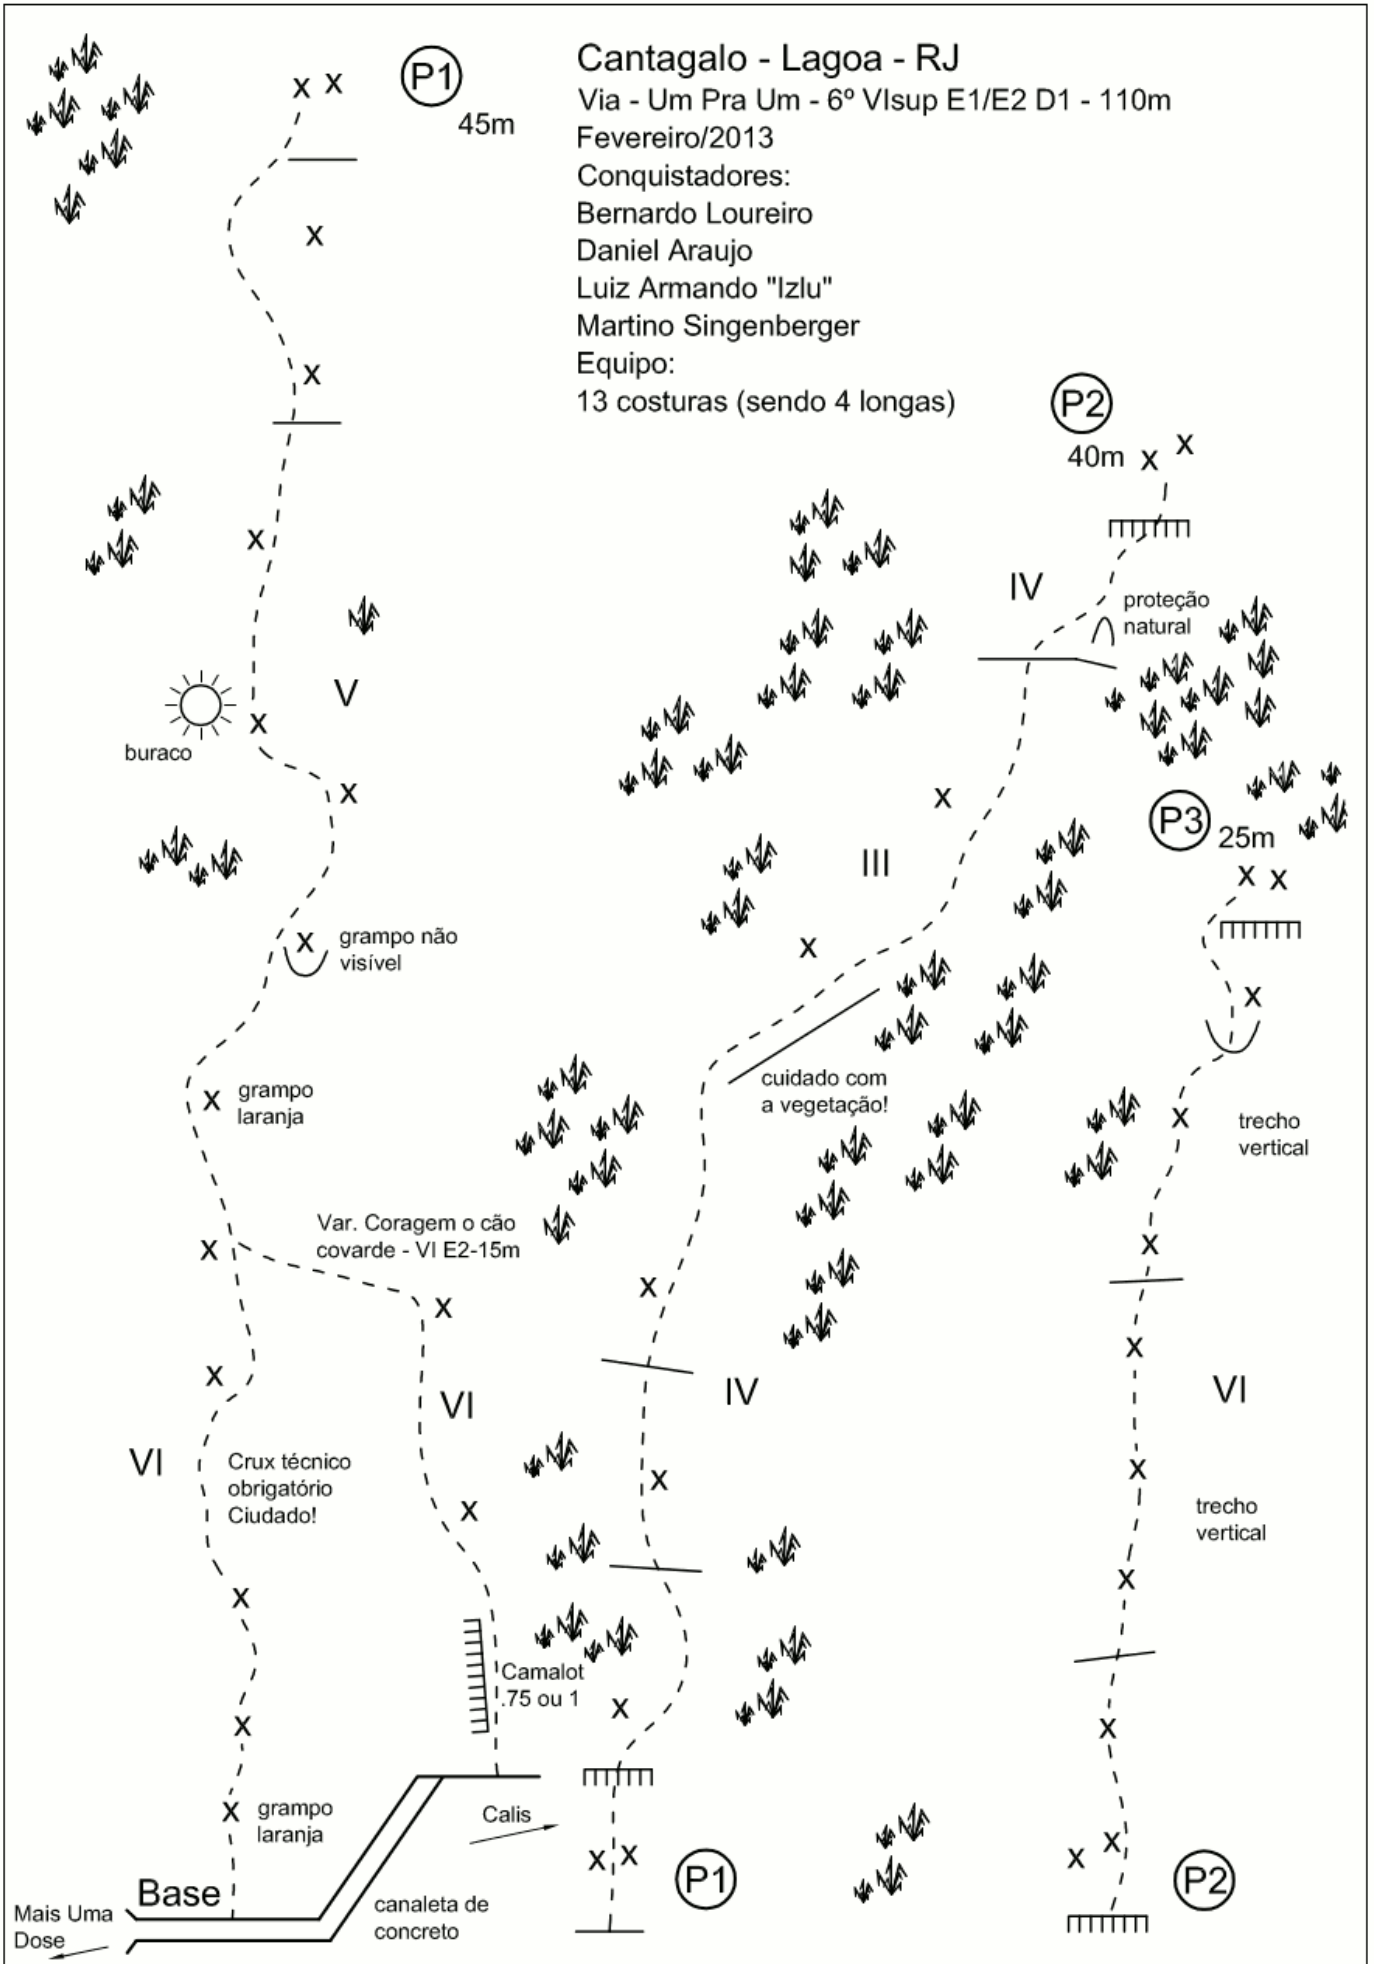 Cantagalo - Lagoa - RJ
Via - Um Pra Um - 6º VIsup E1/E2 D1 - 110m
Fevereiro/2013
Conquistadores:
Bernardo Loureiro
Daniel Araujo
Luiz Armando "Izlu"
Martino Singenberger
Equipo:
13 costuras (sendo 4 longas)
P1
45m
V
buraco
grampo não
visível
grampo
laranja
Var. Coragem o cão
covarde - VI E2-15m
VI
VI
Crux técnico
obrigatório
Ciudado!
Camalot
.75 ou 1
grampo
laranja
Base
Mais Uma
Dose
canaleta de
concreto
Calis
P2
40m
IV
proteção
natural
III
cuidado com
a vegetação!
IV
P1
P3
25m
trecho
vertical
VI
trecho
vertical
P2